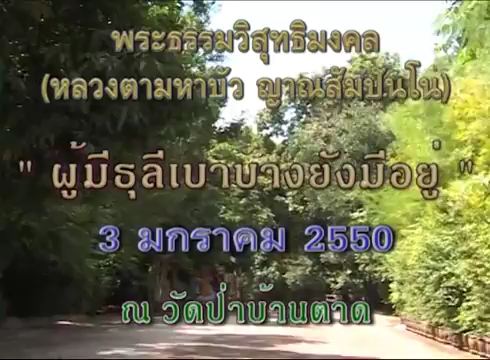 พระธรรมวิสุทธิมงคล
(หลวงตามหาบัว ญาณสัมปันโน)
" ผู้มีธุลีเบาบางยังมีอยู่ "
3 มกราคม 2550
ณ วัดป่าบ้านตาด